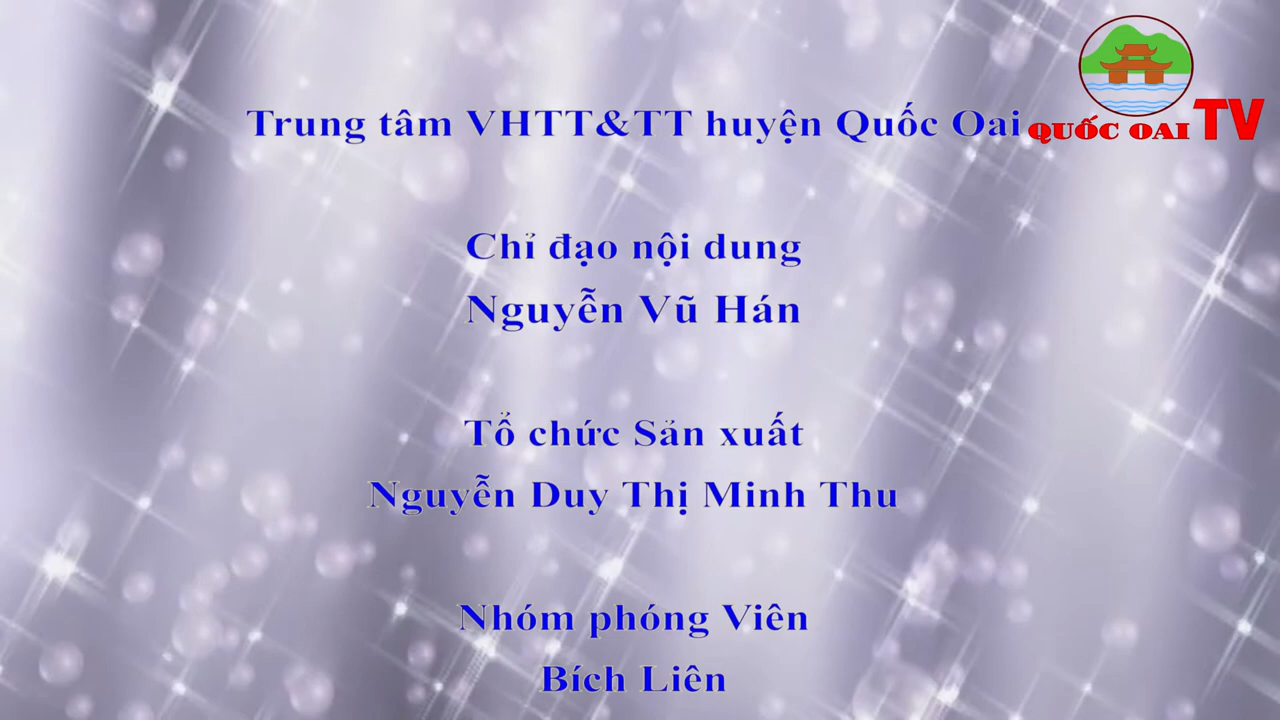 Trung tâm VHTT&TT huyện Quốc Oai
QUỐC OAI TV
Chỉ đạo nội dung
Nguyễn Vũ Hán
Tổ chức Sản xuất
Nguyễn Duy Thị Minh Thu
Nhóm phóng Viên
Bích Liên